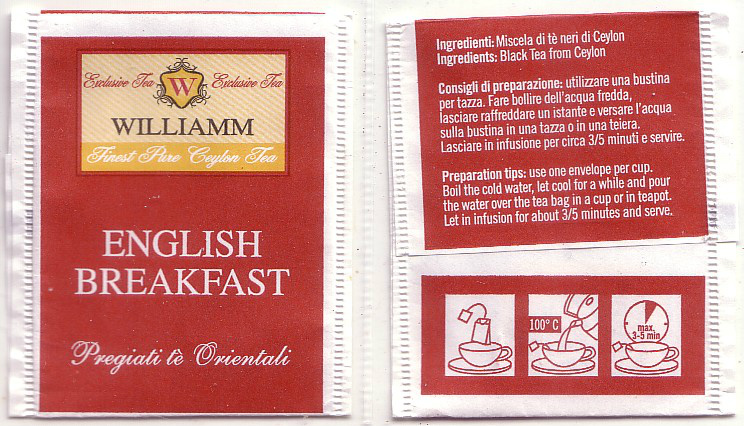 Exclusive Tea W Exclusive Tea
WILLIAMM
Finest Pure Ceylon Tea
ENGLISH
BREAKFAST
Pregiati tè Orientali
Ingredienti: Miscela di tè neri di Ceylon
Ingredients: Black Tea from Ceylon
Consigli di preparazione: utilizzare una bustina
per tazza. Fare bollire dell'acqua fredda,
lasciare raffreddare un istante e versare l'acqua
sulla bustina in una tazza o in una teiera.
Lasciare in infusione per circa 3/5 minuti e servire.
Preparation tips: use one envelope per cup.
Boil the cold water, let cool for a while and pour
the water over the tea bag in a cup or in teapot.
Let in infusion for about 3/5 minutes and serve.
100° C
max.
3-5 min